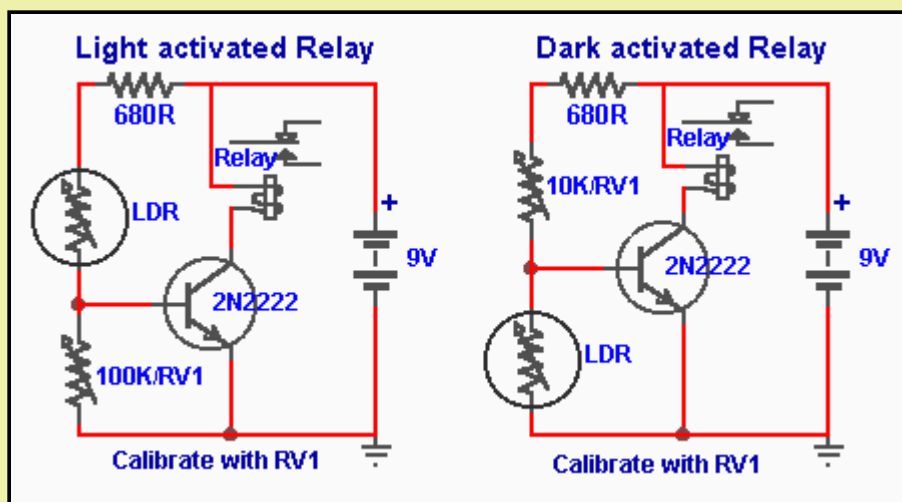 Light activated Relay
680R
Relay
LDR
+
9V
2N2222
100K/RV1
Calibrate with RV1
Dark activated Relay
680R
Relay
10K/RV1
+
9V
2N2222
LDR
Calibrate with RV1